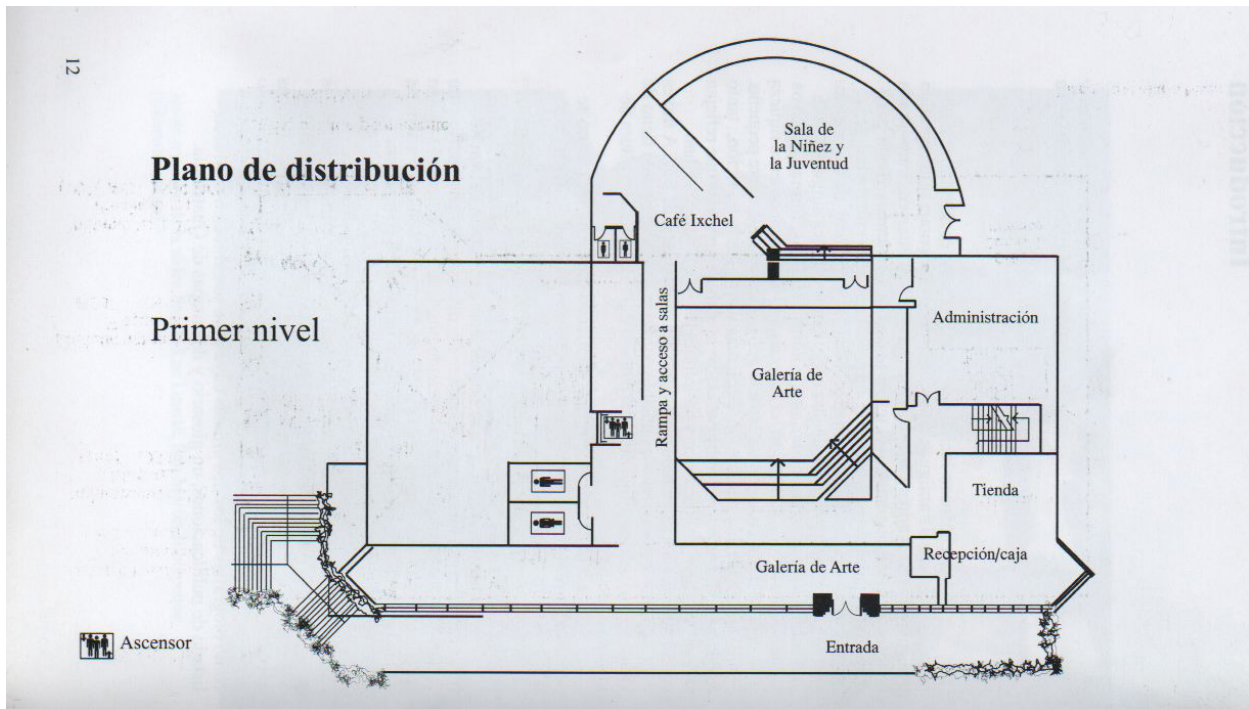 12
Plano de distribución
Primer nivel
Sala de
la Niñez y
la Juventud
Café Ixchel
Rampa y acceso a salas
Administración
Galería de
Arte
Tienda
Recepción/caja
Galería de Arte
Entrada
Ascensor